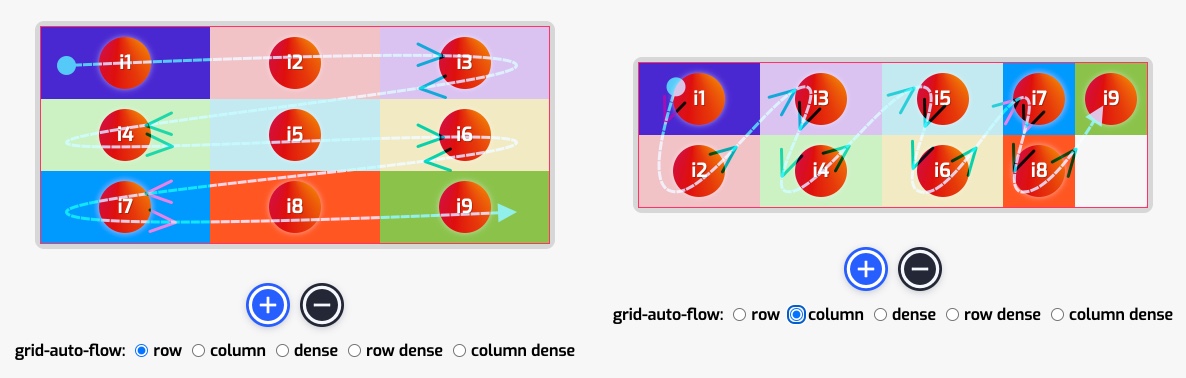 i1 i2 i3
i4 i5 i6
i7 i8 i9
+ −
grid-auto-flow: row column dense row dense column dense
i1 i3 i5 i7 i9
i2 i4 i6 i8
+ −
grid-auto-flow: row column dense row dense column dense